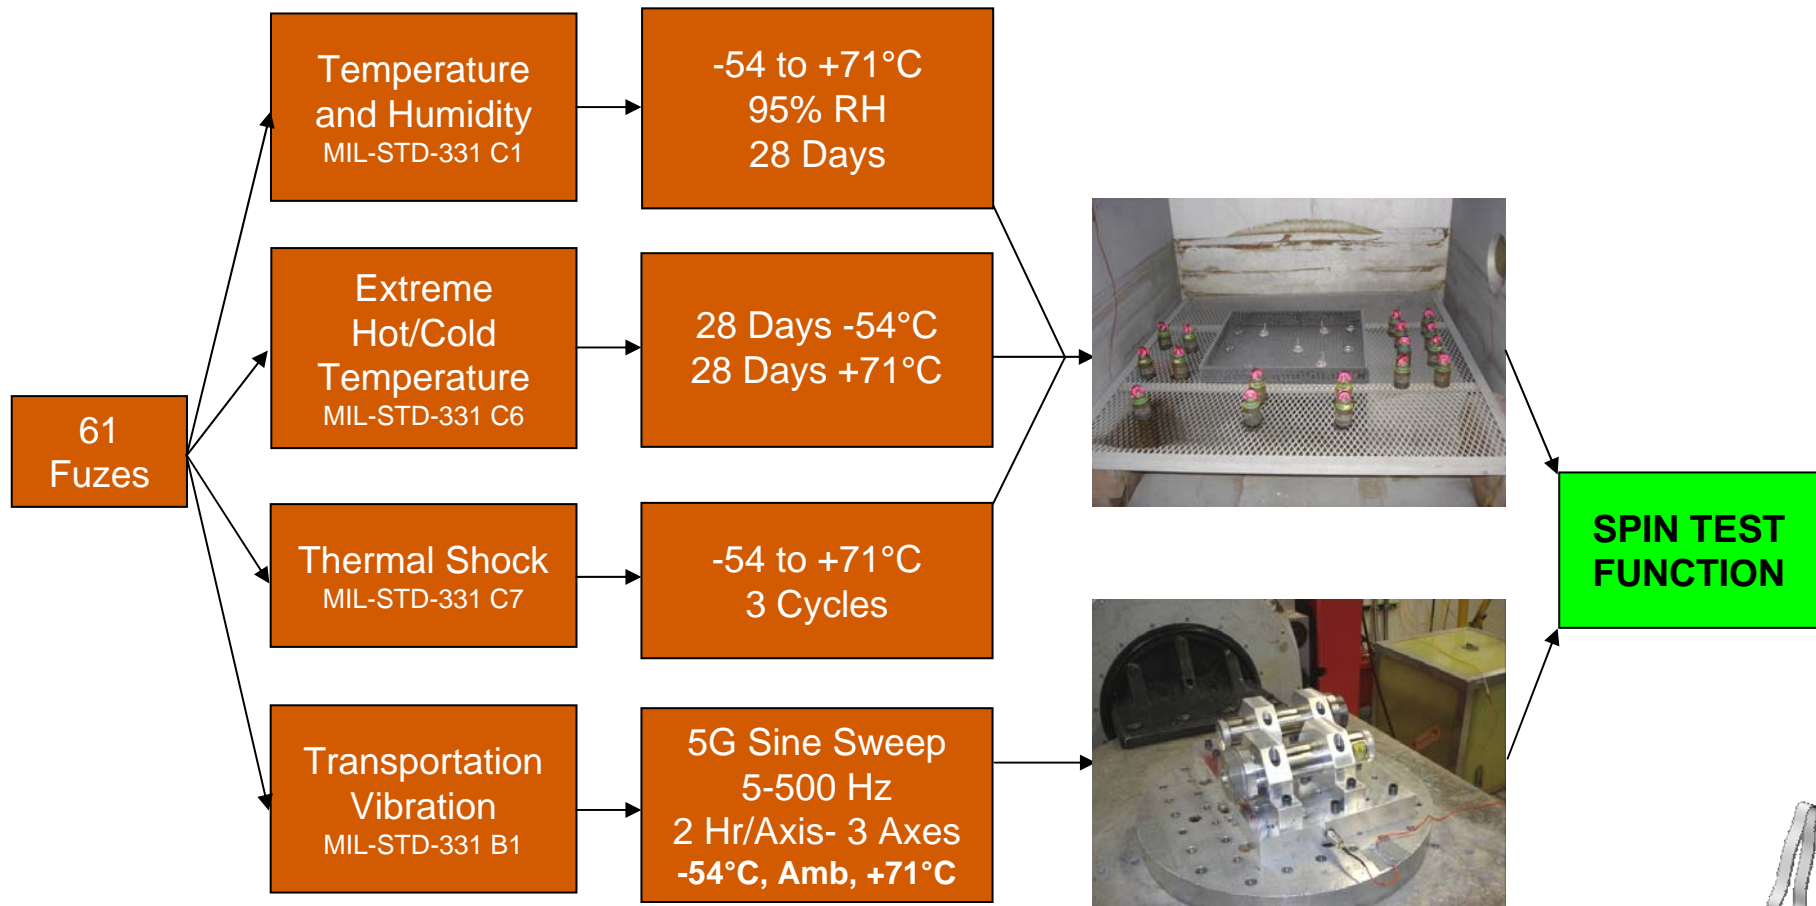 61
Fuzes
Temperature
and Humidity
MIL-STD-331 C1
-54 to +71°C
95% RH
28 Days
Extreme
Hot/Cold
Temperature
MIL-STD-331 C6
28 Days -54°C
28 Days +71°C
Thermal Shock
MIL-STD-331 C7
-54 to +71°C
3 Cycles
Transportation
Vibration
MIL-STD-331 B1
5G Sine Sweep
5-500 Hz
2 Hr/Axis- 3 Axes
-54°C, Amb, +71°C
SPIN TEST
FUNCTION